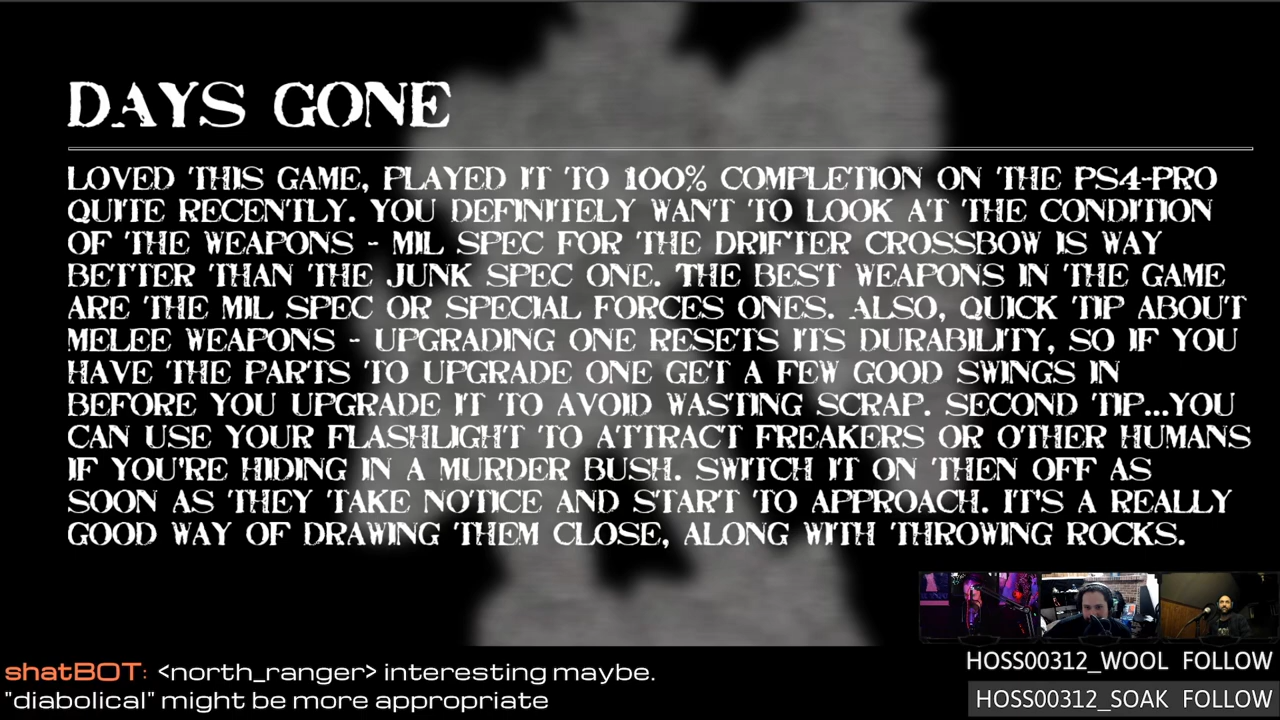 DAYS GONE
LOVED THIS GAME, PLAYED IT TO 100% COMPLETION ON THE PS4-PRO
QUITE RECENTLY. YOU DEFINITELY WANT TO LOOK AT THE CONDITION
OF THE WEAPONS - MIL SPEC FOR THE DRIFTER CROSSBOW IS WAY
BETTER THAN THE JUNK SPEC ONE. THE BEST WEAPONS IN THE GAME
ARE THE MIL SPEC OR SPECIAL FORCES ONES. ALSO, QUICK TIP ABOUT
MELEE WEAPONS - UPGRADING ONE RESETS ITS DURABILITY, SO IF YOU
HAVE THE PARTS TO UPGRADE ONE GET A FEW GOOD SWINGS IN
BEFORE YOU UPGRADE IT TO AVOID WASTING SCRAP. SECOND TIP...YOU
CAN USE YOUR FLASHLIGHT TO ATTRACT FREAKERS OR OTHER HUMANS
IF YOU'RE HIDING IN A MURDER BUSH. SWITCH IT ON THEN OFF AS
SOON AS THEY TAKE NOTICE AND START TO APPROACH. IT'S A REALLY
GOOD WAY OF DRAWING THEM CLOSE, ALONG WITH THROWING ROCKS.
shatBOT: <north_ranger> interesting maybe.
"diabolical" might be more appropriate
HOSS00312_WOOL FOLLOW
HOSS00312_SOAK FOLLOW